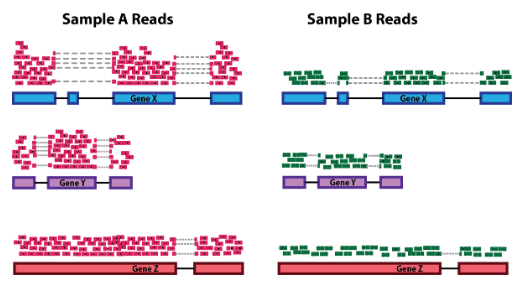 Sample A Reads
Sample B Reads
Gene X
Gene X
Gene Y
Gene Y
Gene Z
Gene Z